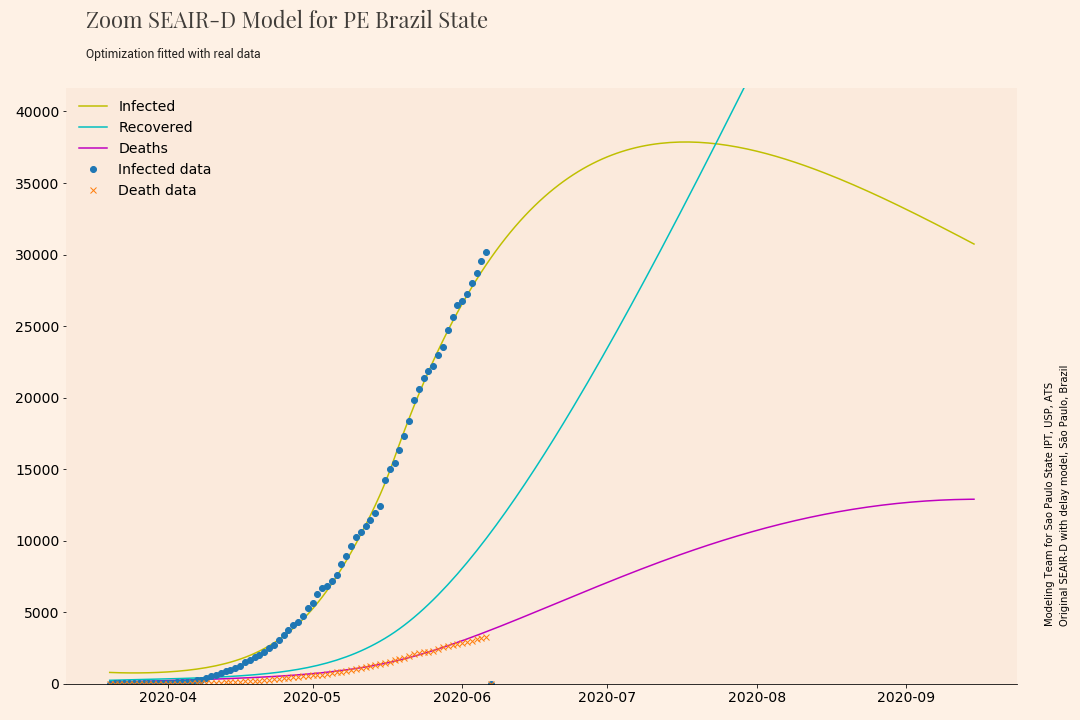 Zoom SEAIR-D Model for PE Brazil State
Optimization fitted with real data
Infected
Recovered
Deaths
Infected data
Death data
40000
35000
30000
25000
20000
15000
10000
5000
0
2020-04
2020-05
2020-06
2020-07
2020-08
2020-09
Modeling Team for Sao Paulo State IPT, USP, ATS
Original SEAIR-D with delay model, São Paulo, Brazil